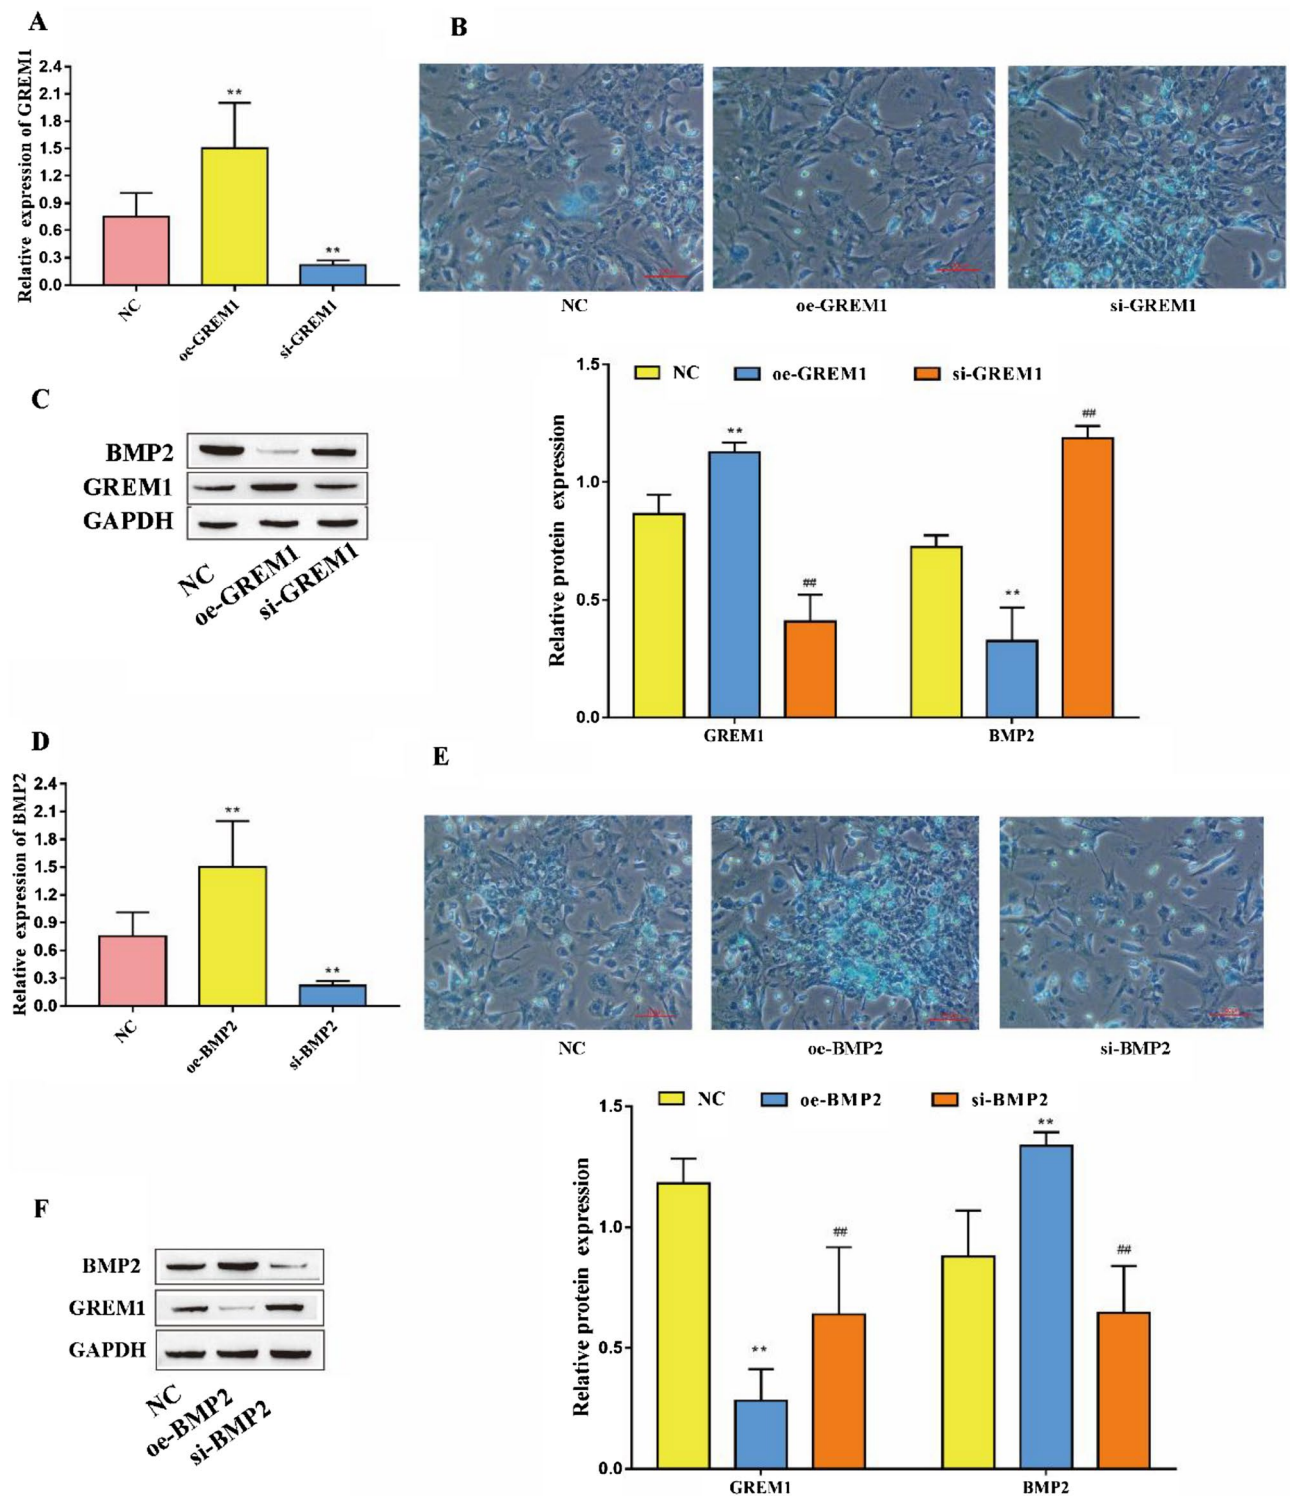 A
Relative expression of GREM1
2.4
2.1
1.8
1.5
1.2
0.9
0.6
0.3
0.0
**
**
NC
oe-GREM1
si-GREM1
B
NC
oe-GREM1
si-GREM1
C
BMP2
GREM1
GAPDH
NC
oe-GREM1
si-GREM1
Relative protein expression
1.5
1.0
0.5
0.0
NC
oe-GREM1
si-GREM1
**
##
**
##
GREM1
BMP2
D
Relative expression of BMP2
2.4
2.1
1.8
1.5
1.2
0.9
0.6
0.3
0.0
**
**
NC
oe-BMP2
si-BMP2
E
NC
oe-BMP2
si-BMP2
F
BMP2
GREM1
GAPDH
NC
oe-BMP2
si-BMP2
Relative protein expression
1.5
1.0
0.5
0.0
NC
oe-BMP2
si-BMP2
**
##
**
##
GREM1
BMP2